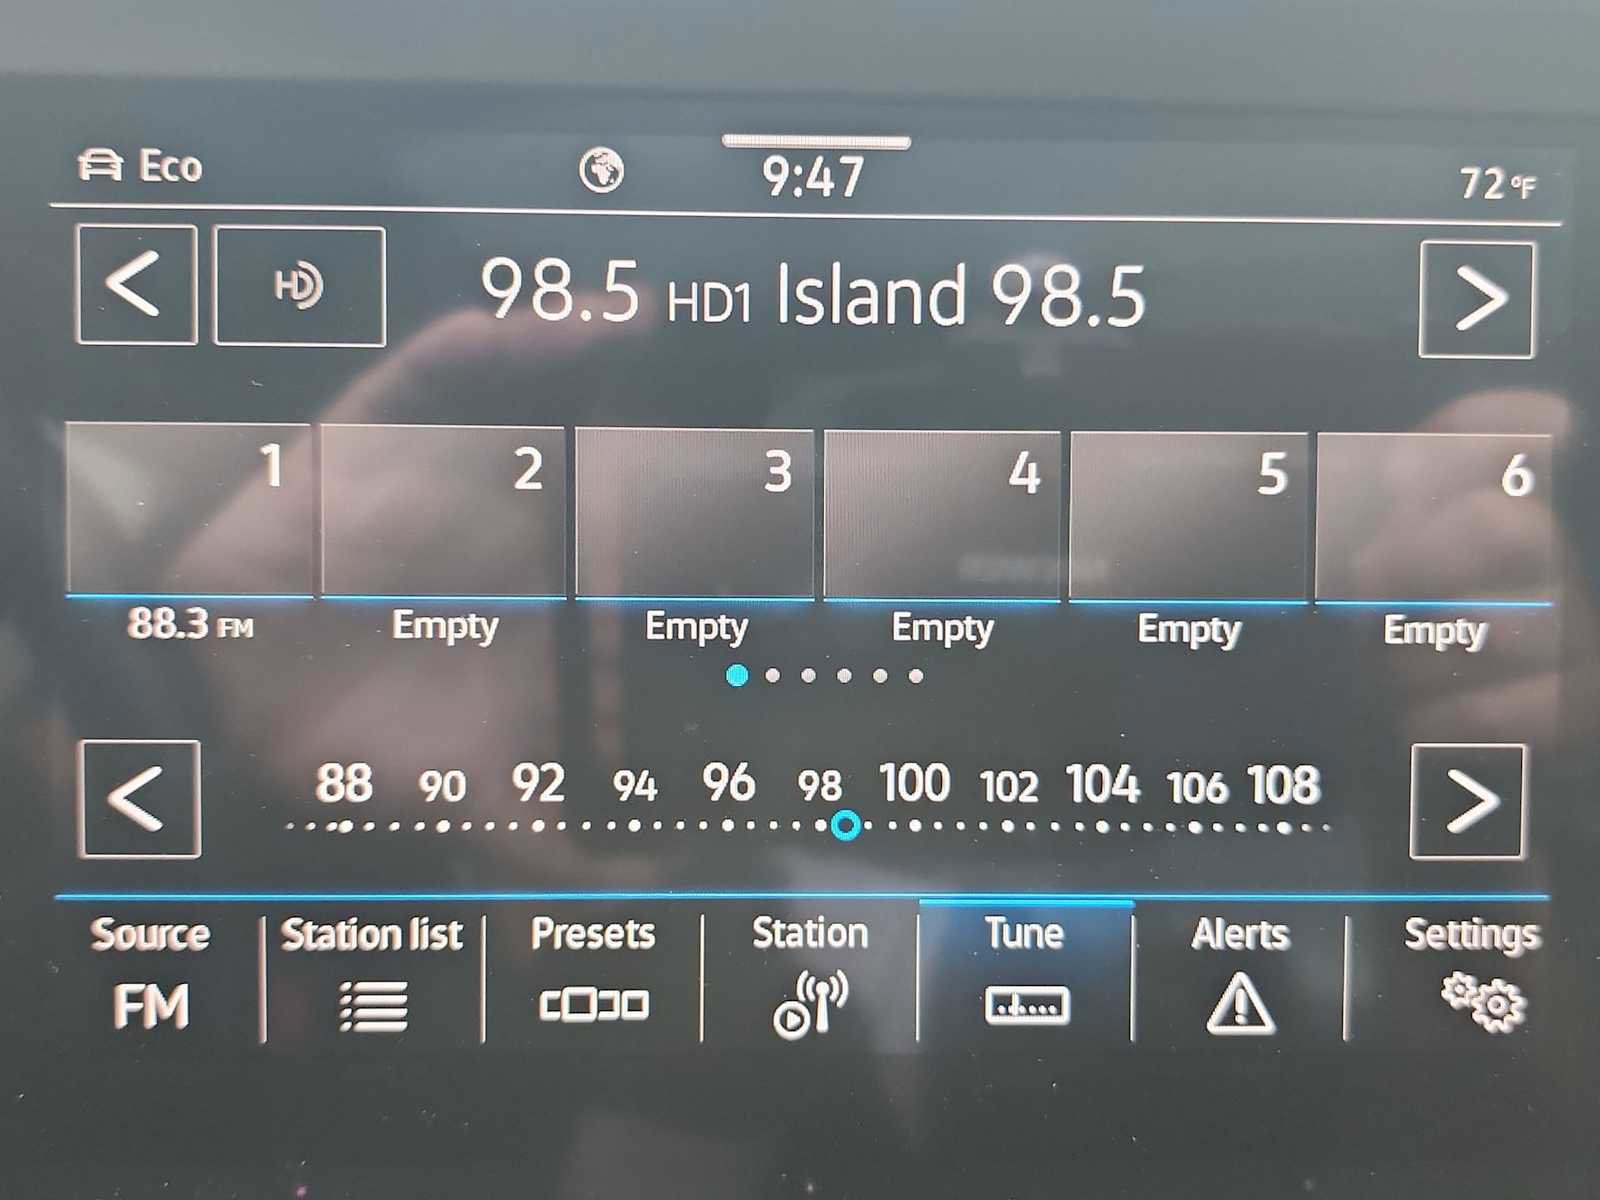 Eco 9:47 72°F
HD 98.5 HD1 Island 98.5
1 2 3 4 5 6
88.3 FM Empty Empty Empty Empty Empty
88 90 92 94 96 98 100 102 104 106 108
Source Station list Presets Station Tune Alerts Settings
FM